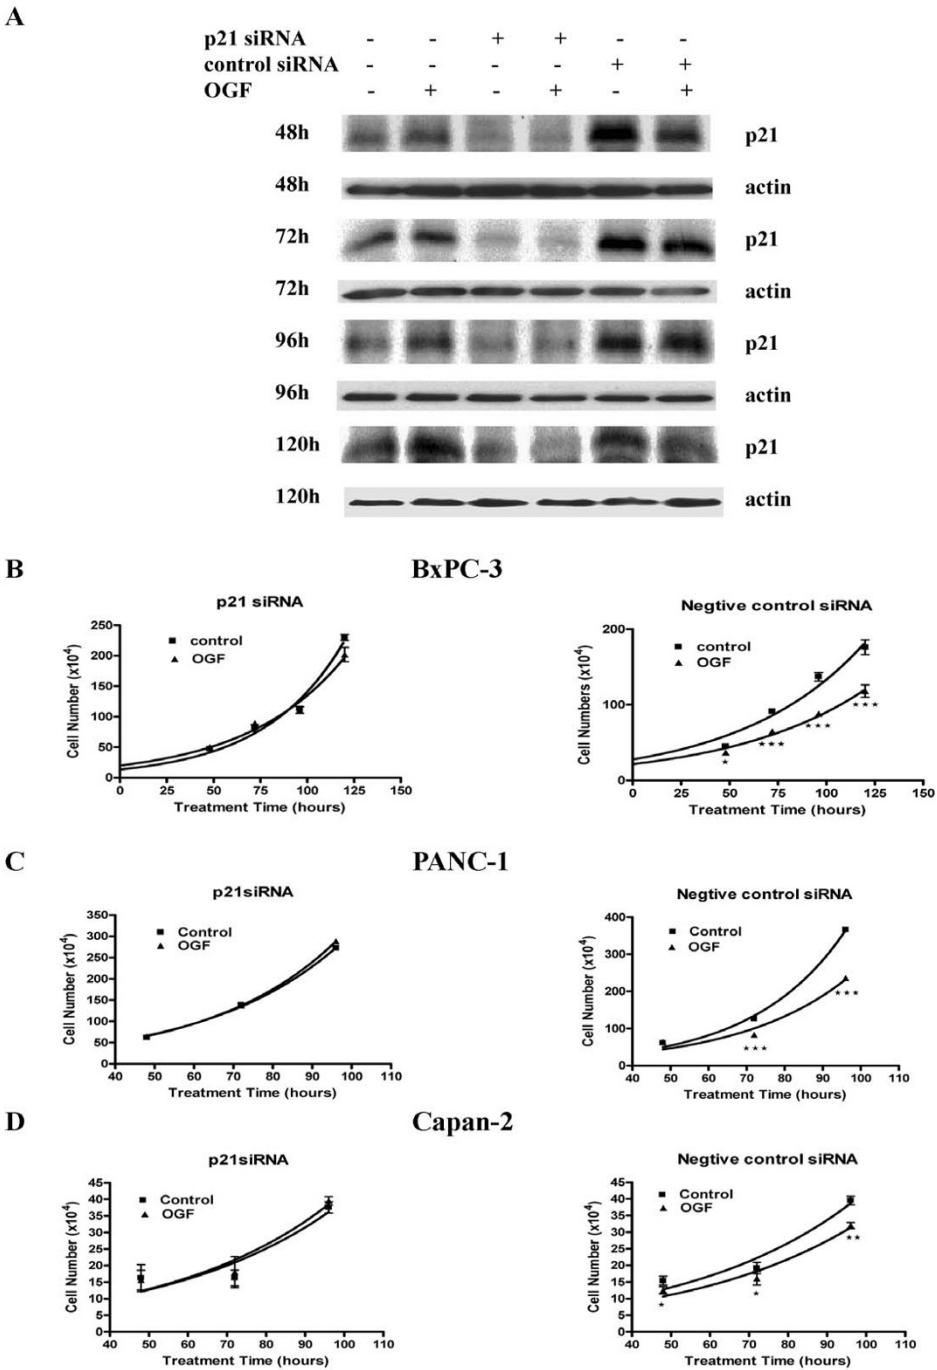 A
p21 siRNA - - + + - -
control siRNA - - - - + +
OGF - + - + - +
48h p21
48h actin
72h p21
72h actin
96h p21
96h actin
120h p21
120h actin
B BxPC-3
p21 siRNA
control
OGF
Cell Number (x10⁴)
250
200
150
100
50
0
0 25 50 75 100 125 150
Treatment Time (hours)
Negtive control siRNA
control
OGF
Cell Numbers (x10⁴)
200
100
0
★
★★★
★★★
★★★
0 25 50 75 100 125 150
Treatment Time (hours)
C PANC-1
p21siRNA
Control
OGF
Cell Number (x10⁴)
350
300
250
200
150
100
50
0
40 50 60 70 80 90 100 110
Treatment Time (hours)
Negtive control siRNA
Control
OGF
Cell Number (x10⁴)
400
300
200
100
0
★★★
★★★
40 50 60 70 80 90 100 110
Treatment Time (hours)
D Capan-2
p21siRNA
Control
OGF
Cell Number (x10⁴)
45
40
35
30
25
20
15
10
5
0
40 50 60 70 80 90 100 110
Treatment Time (hours)
Negtive control siRNA
Control
OGF
Cell Number (x10⁴)
45
40
35
30
25
20
15
10
5
0
★
★
★★
40 50 60 70 80 90 100 110
Treatment Time (hours)